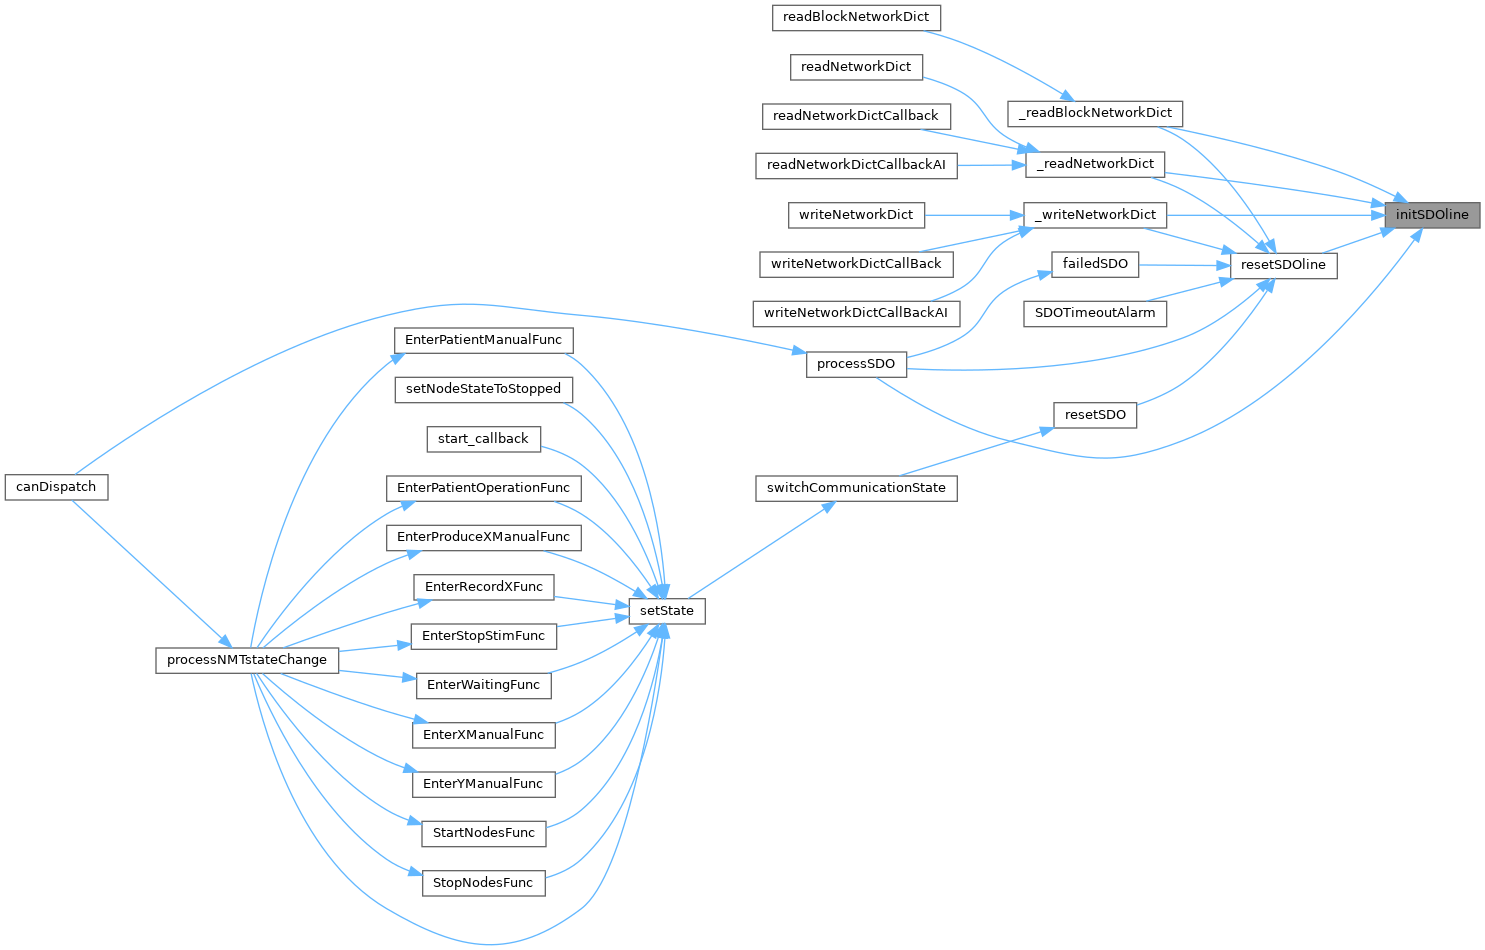 readBlockNetworkDict
readNetworkDict
_readBlockNetworkDict
readNetworkDictCallback
_readNetworkDict
readNetworkDictCallbackAI
writeNetworkDict
_writeNetworkDict
initSDOline
writeNetworkDictCallBack
failedSDO
resetSDOline
writeNetworkDictCallBackAI
SDOTimeoutAlarm
EnterPatientManualFunc
processSDO
setNodeStateToStopped
resetSDO
start_callback
canDispatch
EnterPatientOperationFunc
switchCommunicationState
EnterProduceXManualFunc
EnterRecordXFunc
setState
EnterStopStimFunc
processNMTstateChange
EnterWaitingFunc
EnterXManualFunc
EnterYManualFunc
StartNodesFunc
StopNodesFunc